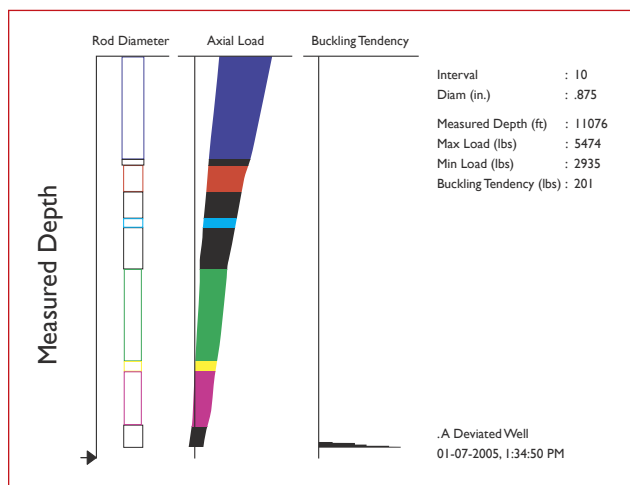 Rod Diameter Axial Load Buckling Tendency
Interval : 10
Diam (in.) : .875
Measured Depth (ft) : 11076
Max Load (lbs) : 5474
Min Load (lbs) : 2935
Buckling Tendency (lbs) : 201
Measured Depth
.A Deviated Well
01-07-2005, 1:34:50 PM